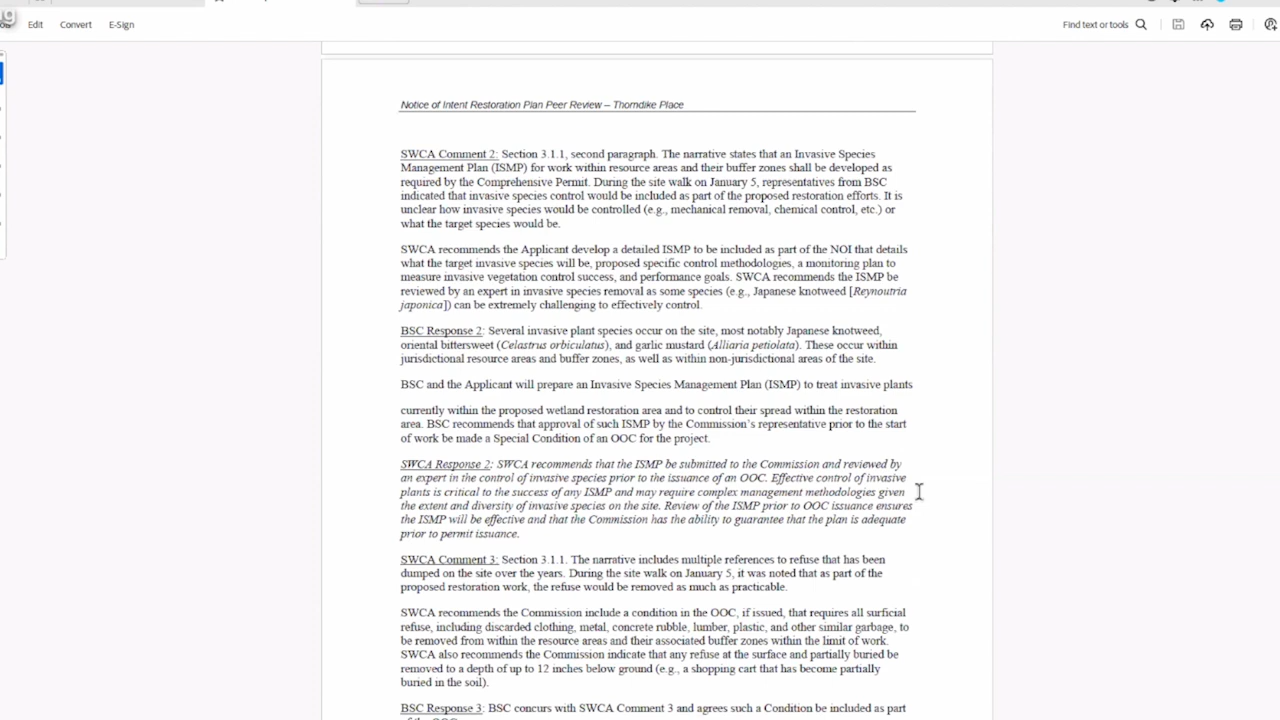 Edit
Convert
E-Sign
Find text or tools
Notice of Intent Restoration Plan Peer Review – Thorndike Place
SWCA Comment 2: Section 3.1.1, second paragraph. The narrative states that an Invasive Species
Management Plan (ISMP) for work within resource areas and their buffer zones shall be developed as
required by the Comprehensive Permit. During the site walk on January 5, representatives from BSC
indicated that invasive species control would be included as part of the proposed restoration efforts. It is
unclear how invasive species would be controlled (e.g., mechanical removal, chemical control, etc.) or
what the target species would be.
SWCA recommends the Applicant develop a detailed ISMP to be included as part of the NOI that details
what the target invasive species will be, proposed specific control methodologies, a monitoring plan to
measure invasive vegetation control success, and performance goals. SWCA recommends the ISMP be
reviewed by an expert in invasive species removal as some species (e.g., Japanese knotweed [Reynoutria
japonica]) can be extremely challenging to effectively control.
BSC Response 2: Several invasive plant species occur on the site, most notably Japanese knotweed,
oriental bittersweet (Celastrus orbiculatus), and garlic mustard (Alliaria petiolata). These occur within
jurisdictional resource areas and buffer zones, as well as within non-jurisdictional areas of the site.
BSC and the Applicant will prepare an Invasive Species Management Plan (ISMP) to treat invasive plants
currently within the proposed wetland restoration area and to control their spread within the restoration
area. BSC recommends that approval of such ISMP by the Commission's representative prior to the start
of work be made a Special Condition of an OOC for the project.
SWCA Response 2: SWCA recommends that the ISMP be submitted to the Commission and reviewed by
an expert in the control of invasive species prior to the issuance of an OOC. Effective control of invasive
plants is critical to the success of any ISMP and may require complex management methodologies given
the extent and diversity of invasive species on the site. Review of the ISMP prior to OOC issuance ensures
the ISMP will be effective and that the Commission has the ability to guarantee that the plan is adequate
prior to permit issuance.
SWCA Comment 3: Section 3.1.1. The narrative includes multiple references to refuse that has been
dumped on the site over the years. During the site walk on January 5, it was noted that as part of the
proposed restoration work, the refuse would be removed as much as practicable.
SWCA recommends the Commission include a condition in the OOC, if issued, that requires all surficial
refuse, including discarded clothing, metal, concrete rubble, lumber, plastic, and other similar garbage, to
be removed from within the resource areas and their associated buffer zones within the limit of work.
SWCA also recommends the Commission indicate that any refuse at the surface and partially buried be
removed to a depth of up to 12 inches below ground (e.g., a shopping cart that has become partially
buried in the soil).
BSC Response 3: BSC concurs with SWCA Comment 3 and agrees such a Condition be included as part